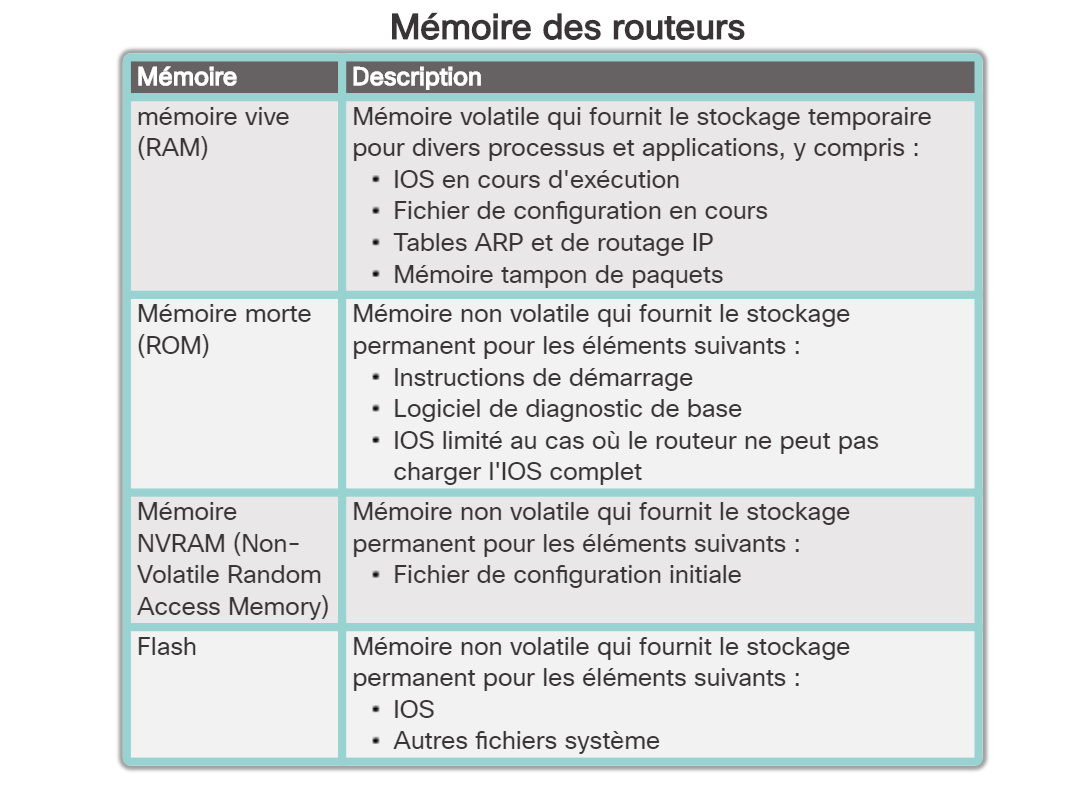 Mémoire des routeurs
Mémoire
Description
mémoire vive
(RAM)
Mémoire volatile qui fournit le stockage temporaire
pour divers processus et applications, y compris :
• IOS en cours d'exécution
• Fichier de configuration en cours
• Tables ARP et de routage IP
• Mémoire tampon de paquets
Mémoire morte
(ROM)
Mémoire non volatile qui fournit le stockage
permanent pour les éléments suivants :
• Instructions de démarrage
• Logiciel de diagnostic de base
• IOS limité au cas où le routeur ne peut pas
charger l'IOS complet
Mémoire
NVRAM (Non-
Volatile Random
Access Memory)
Mémoire non volatile qui fournit le stockage
permanent pour les éléments suivants :
• Fichier de configuration initiale
Flash
Mémoire non volatile qui fournit le stockage
permanent pour les éléments suivants :
• IOS
• Autres fichiers système